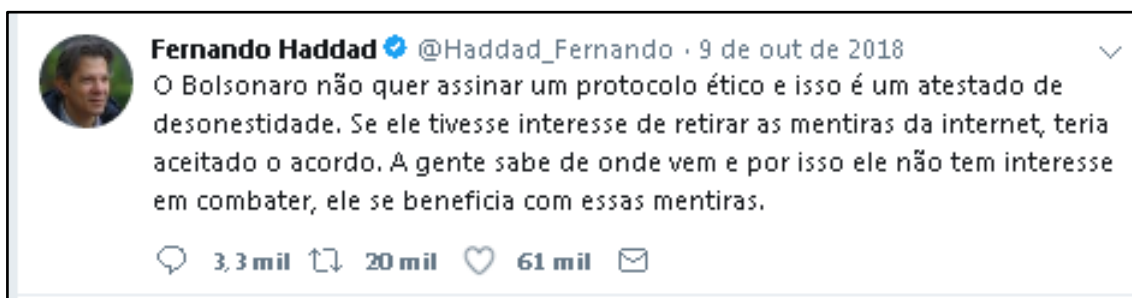 Fernando Haddad @Haddad_Fernando · 9 de out de 2018
O Bolsonaro não quer assinar um protocolo ético e isso é um atestado de
desonestidade. Se ele tivesse interesse de retirar as mentiras da internet, teria
aceitado o acordo. A gente sabe de onde vem e por isso ele não tem interesse
em combater, ele se beneficia com essas mentiras.
3,3 mil 20 mil 61 mil